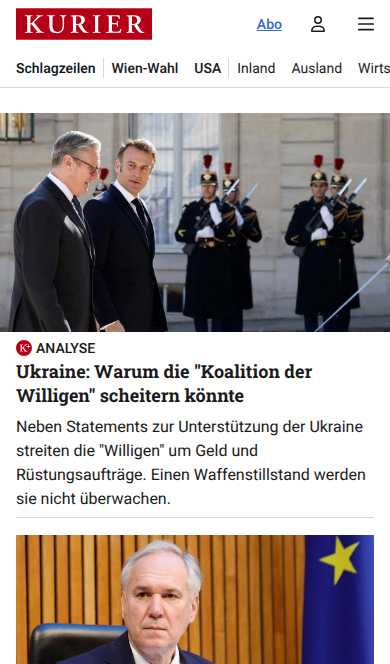 KURIER
Abo
Schlagzeilen Wien-Wahl USA Inland Ausland Wirts
K+ ANALYSE
Ukraine: Warum die "Koalition der
Willigen" scheitern könnte
Neben Statements zur Unterstützung der Ukraine
streiten die "Willigen" um Geld und
Rüstungsaufträge. Einen Waffenstillstand werden
sie nicht überwachen.